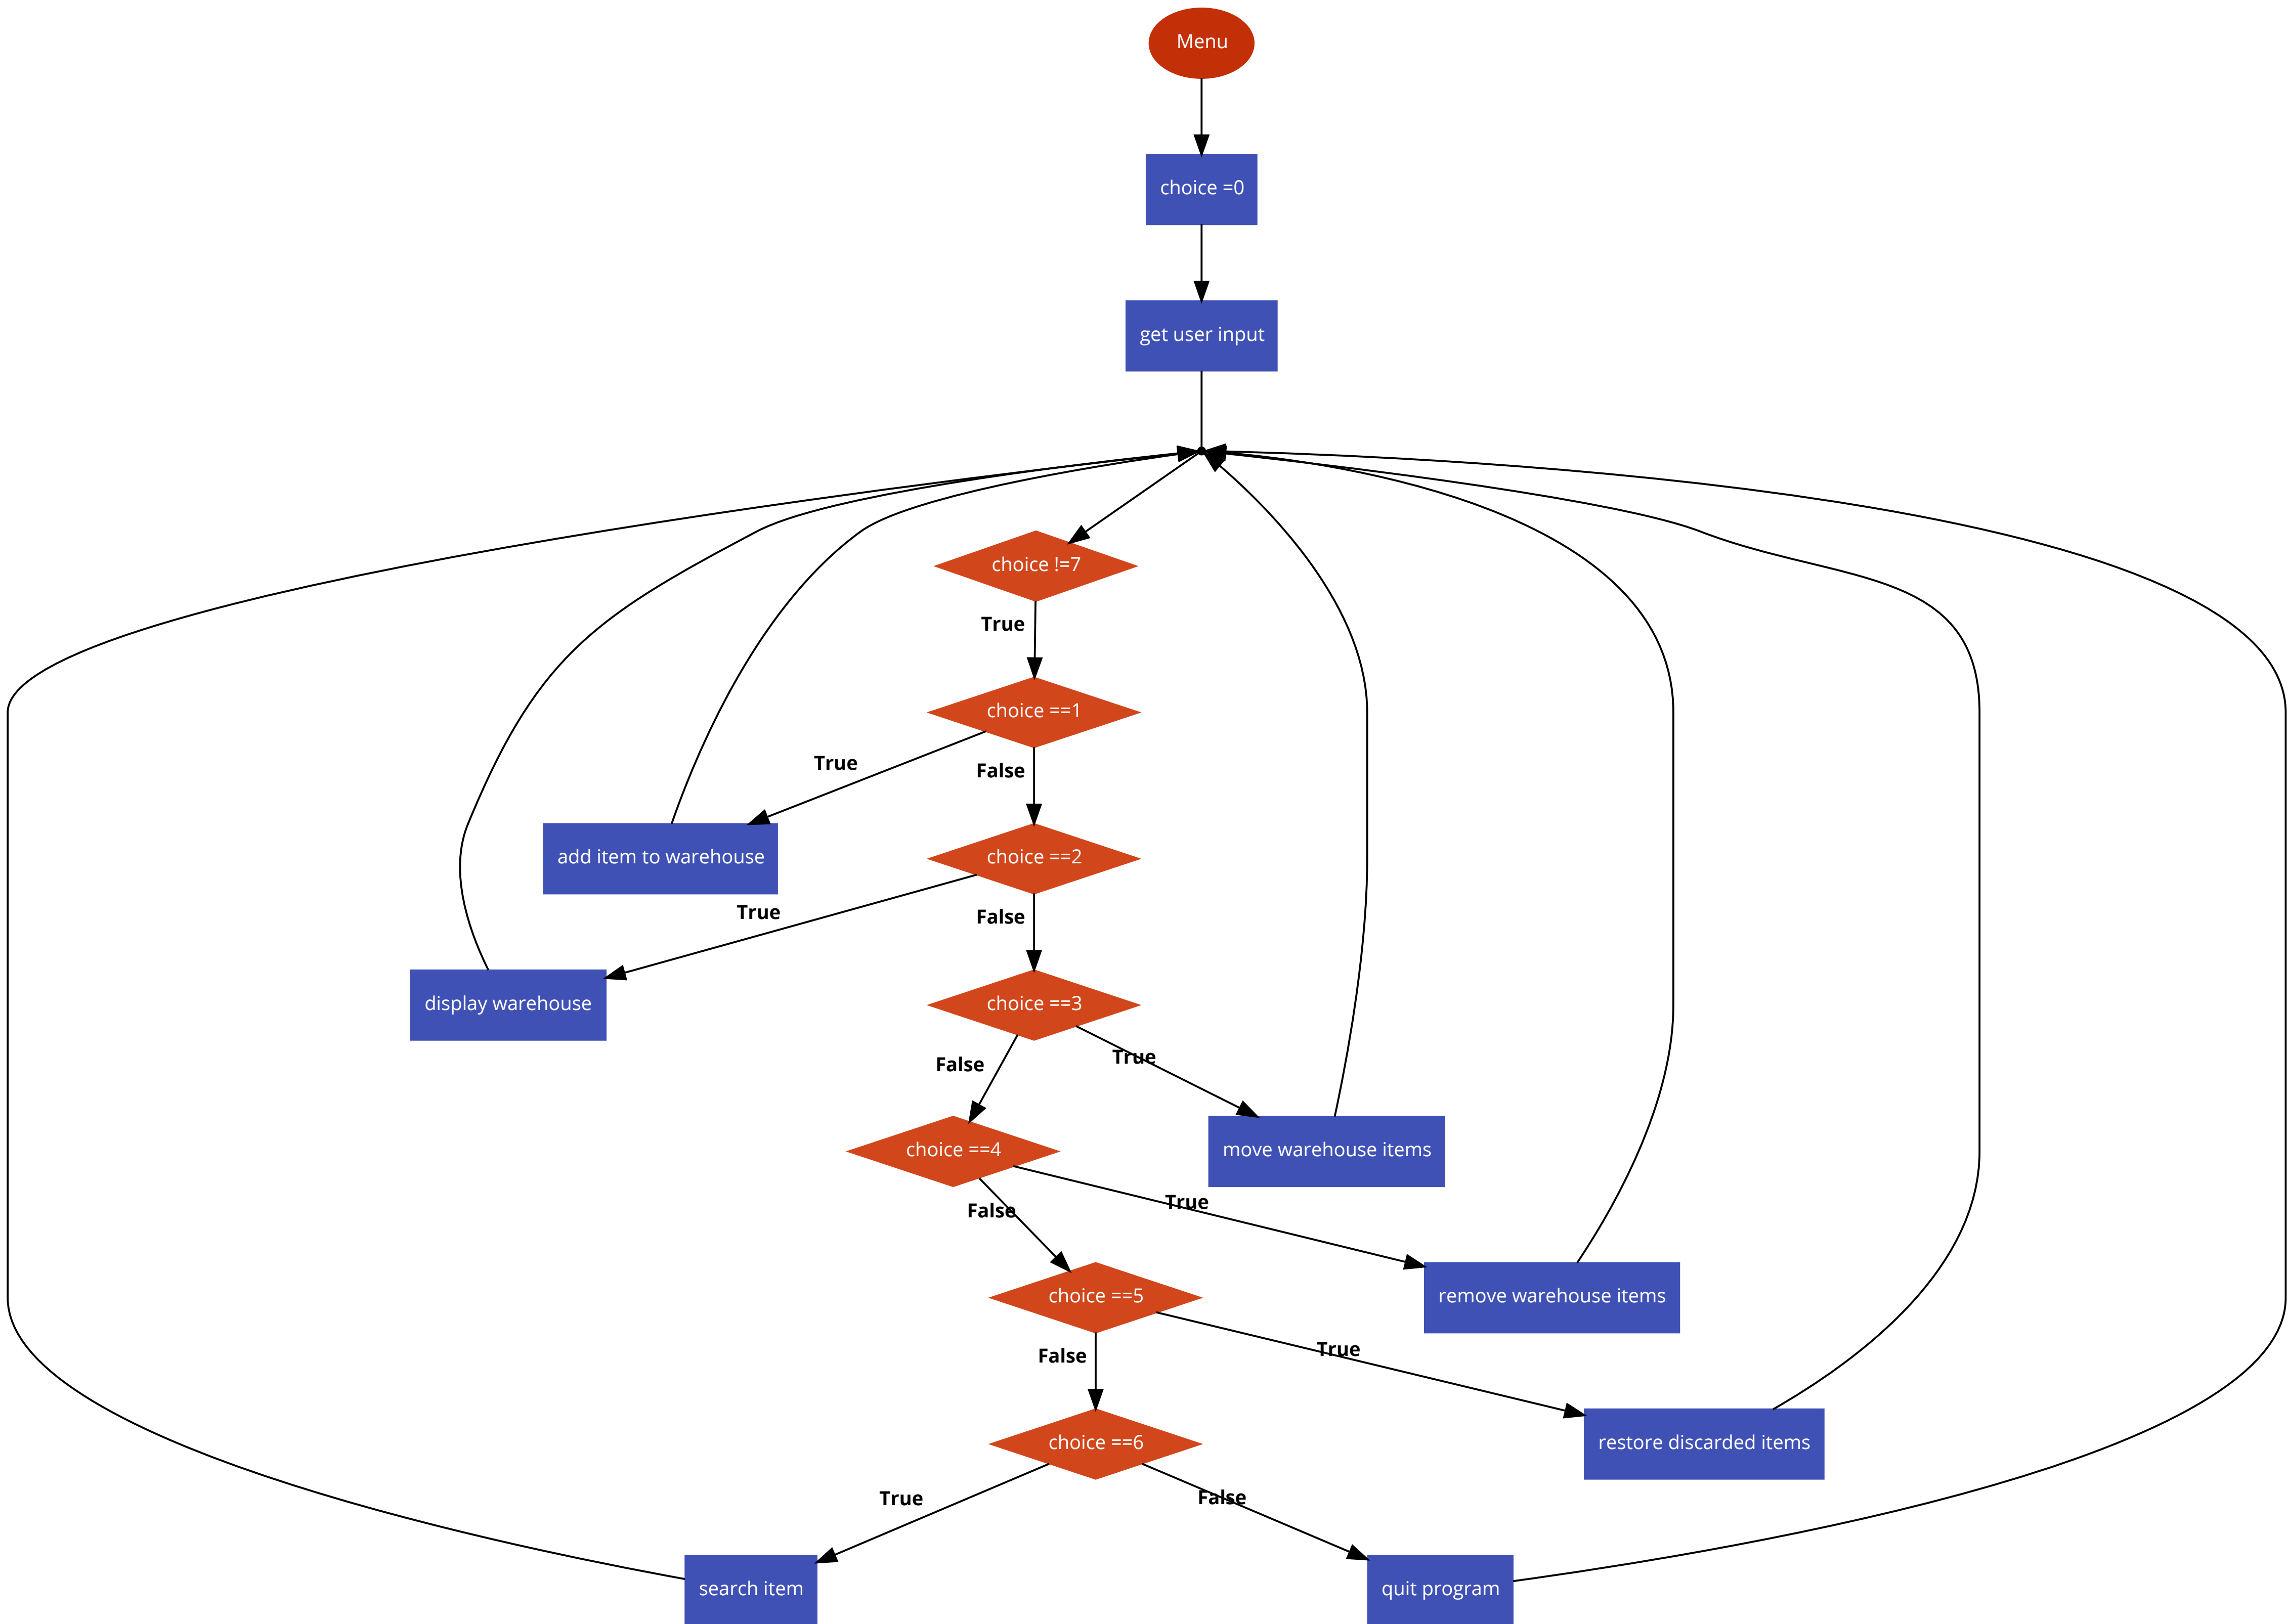 Menu
choice =0
get user input
choice !=7
True
choice ==1
True
False
add item to warehouse
choice ==2
True
False
display warehouse
choice ==3
False
True
choice ==4
move warehouse items
False
True
choice ==5
remove warehouse items
False
True
choice ==6
restore discarded items
True
False
search item
quit program